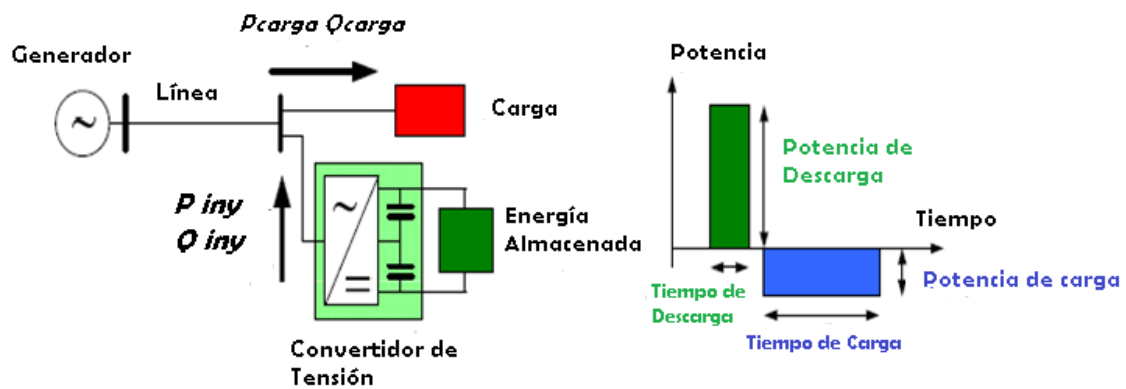 Pcarga Qcarga
Generador
Línea
Carga
P iny
Q iny
Energía
Almacenada
Convertidor de
Tensión
Potencia
Potencia de
Descarga
Tiempo
Potencia de carga
Tiempo de
Descarga
Tiempo de Carga